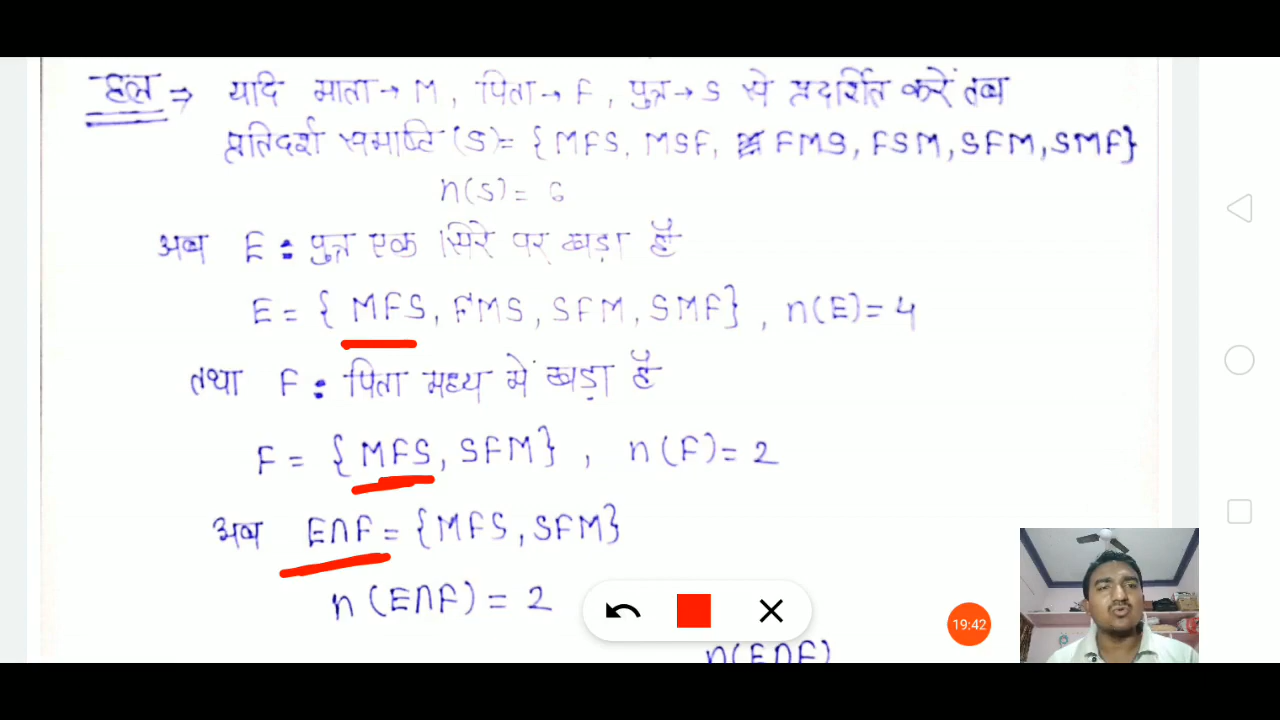 हल ⇒ यदि माता → M, पिता → F, पुत्र → S से प्रदर्शित करें तब
प्रतिदर्श समाष्टि (S) = {MFS, MSF, FMS, FSM, SFM, SMF}
n(S) = 6
अब E : पुत्र एक सिरे पर खड़ा है
E = { MFS, FMS, SFM, SMF} , n(E) = 4
तथा F : पिता मध्य में खड़ा है
F = {MFS, SFM} , n(F) = 2
अब E∩F = {MFS, SFM}
n(E∩F) = 2
n(E∩F)
19:42